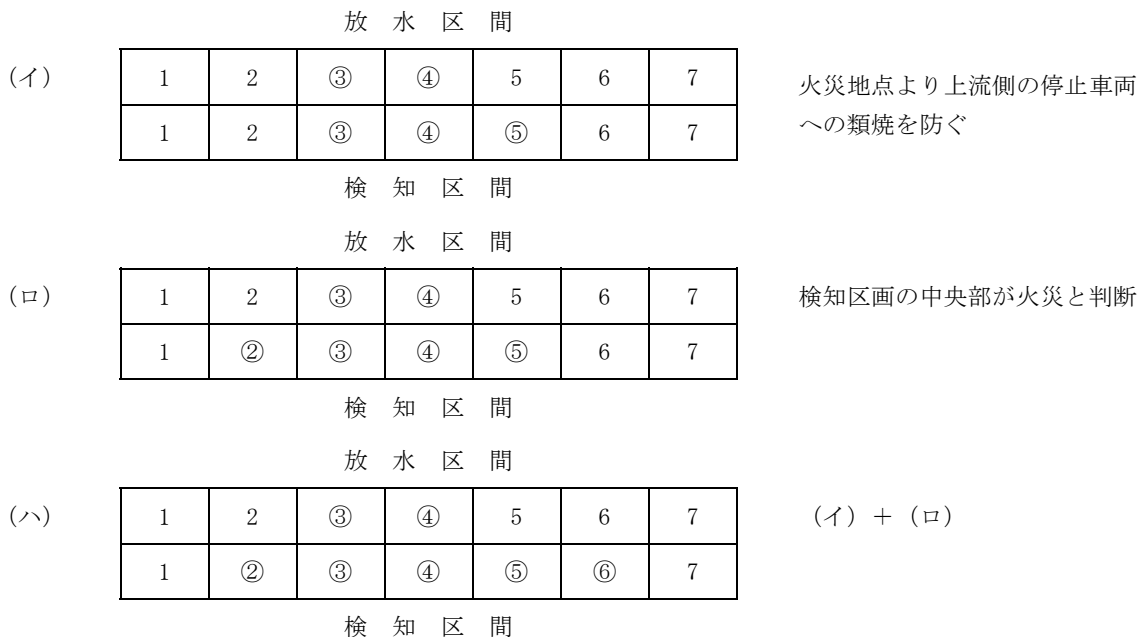 放 水 区 間
(イ) 1 2 ③ ④ 5 6 7
1 2 ③ ④ ⑤ 6 7
火災地点より上流側の停止車両
への類焼を防ぐ
検 知 区 間
放 水 区 間
(ロ) 1 2 ③ ④ 5 6 7 検知区画の中央部が火災と判断
1 ② ③ ④ ⑤ 6 7
検 知 区 間
放 水 区 間
(ハ) 1 2 ③ ④ 5 6 7 (イ)+(ロ)
1 ② ③ ④ ⑤ ⑥ 7
検 知 区 間